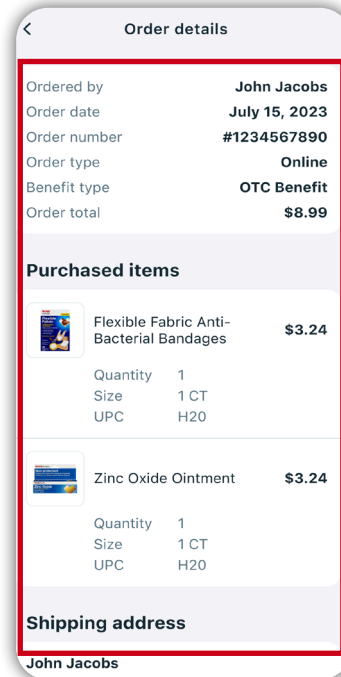 Order details
Ordered by John Jacobs
Order date July 15, 2023
Order number #1234567890
Order type Online
Benefit type OTC Benefit
Order total $8.99
Purchased items
Flexible Fabric Anti-
Bacterial Bandages $3.24
Quantity 1
Size 1 CT
UPC H20
Zinc Oxide Ointment $3.24
Quantity 1
Size 1 CT
UPC H20
Shipping address
John Jacobs